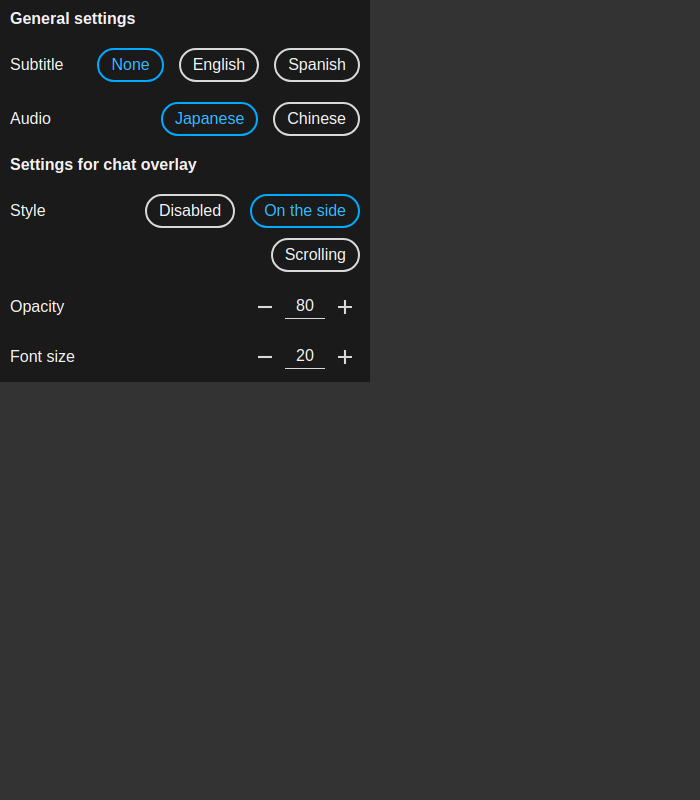 General settings
Subtitle None English Spanish
Audio Japanese Chinese
Settings for chat overlay
Style Disabled On the side
Scrolling
Opacity — 80 +
Font size — 20 +